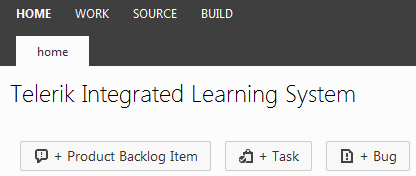 HOME WORK SOURCE BUILD
home
Telerik Integrated Learning System
+ Product Backlog Item + Task + Bug